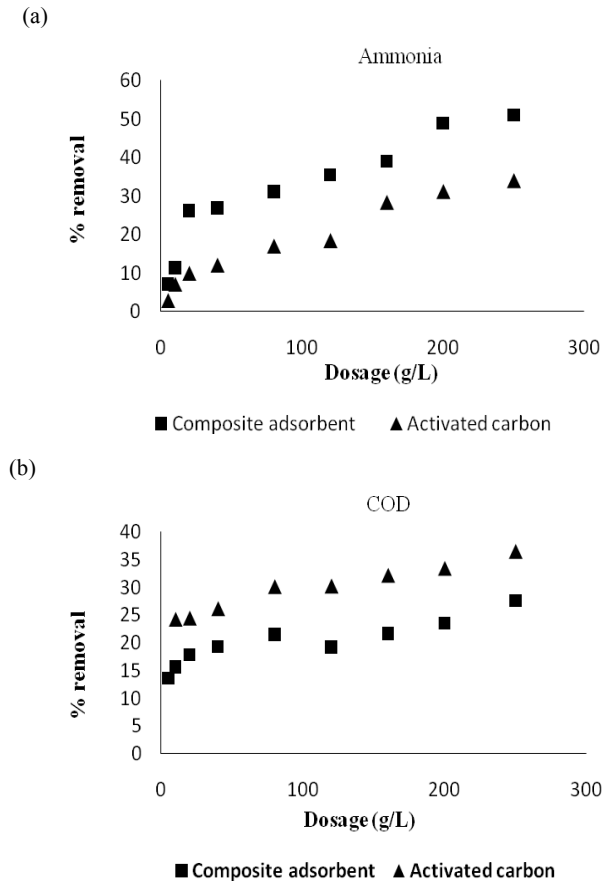 (a)
Ammonia
60
50
40
30
20
10
0
% removal
0 100 200 300
Dosage (g/L)
Composite adsorbent Activated carbon
(b)
COD
40
35
30
25
20
15
10
5
0
% removal
0 100 200 300
Dosage (g/L)
Composite adsorbent Activated carbon